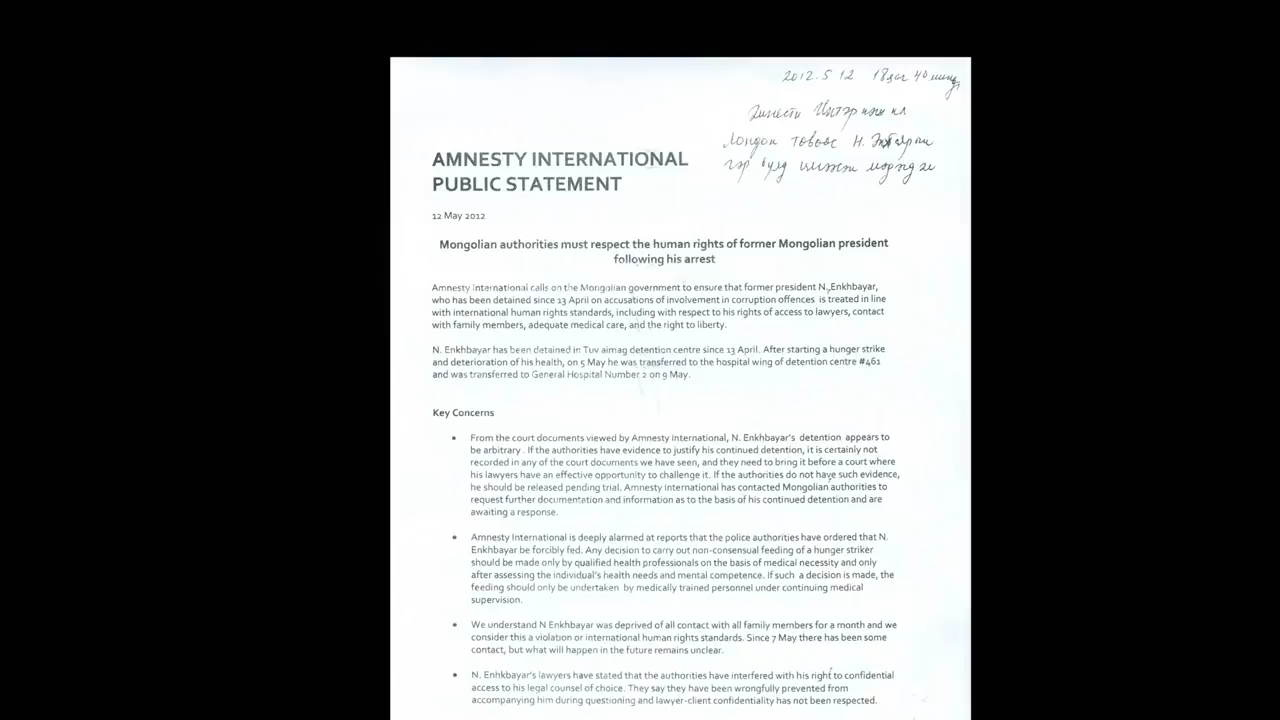 2012.5 12 18цаг 40 мин
Эмнести Интэрнэшнл
Лондон төвөөс Н. Энхбаярын
гэр бүлд
AMNESTY INTERNATIONAL
PUBLIC STATEMENT
12 May 2012
Mongolian authorities must respect the human rights of former Mongolian president
following his arrest
Amnesty International calls on the Mongolian government to ensure that former president N. Enkhbayar,
who has been detained since 13 April on accusations of involvement in corruption offences is treated in line
with international human rights standards, including with respect to his rights of access to lawyers, contact
with family members, adequate medical care, and the right to liberty.
N. Enkhbayar has been detained in Tuv aimag detention centre since 13 April. After starting a hunger strike
and deterioration of his health, on 5 May he was transferred to the hospital wing of detention centre #461
and was transferred to General Hospital Number 2 on 9 May.
Key Concerns
• From the court documents viewed by Amnesty International, N. Enkhbayar's detention appears to
be arbitrary . If the authorities have evidence to justify his continued detention, it is certainly not
recorded in any of the court documents we have seen, and they need to bring it before a court where
his lawyers have an effective opportunity to challenge it. If the authorities do not have such evidence,
he should be released pending trial. Amnesty International has contacted Mongolian authorities to
request further documentation and information as to the basis of his continued detention and are
awaiting a response.
• Amnesty International is deeply alarmed at reports that the police authorities have ordered that N.
Enkhbayar be forcibly fed. Any decision to carry out non-consensual feeding of a hunger striker
should be made only by qualified health professionals on the basis of medical necessity and only
after assessing the individual's health needs and mental competence. If such a decision is made, the
feeding should only be undertaken by medically trained personnel under continuing medical
supervision.
• We understand N Enkhbayar was deprived of all contact with all family members for a month and we
consider this a violation or international human rights standards. Since 7 May there has been some
contact, but what will happen in the future remains unclear.
• N. Enhkbayar's lawyers have stated that the authorities have interfered with his right to confidential
access to his legal counsel of choice. They say they have been wrongfully prevented from
accompanying him during questioning and lawyer-client confidentiality has not been respected.